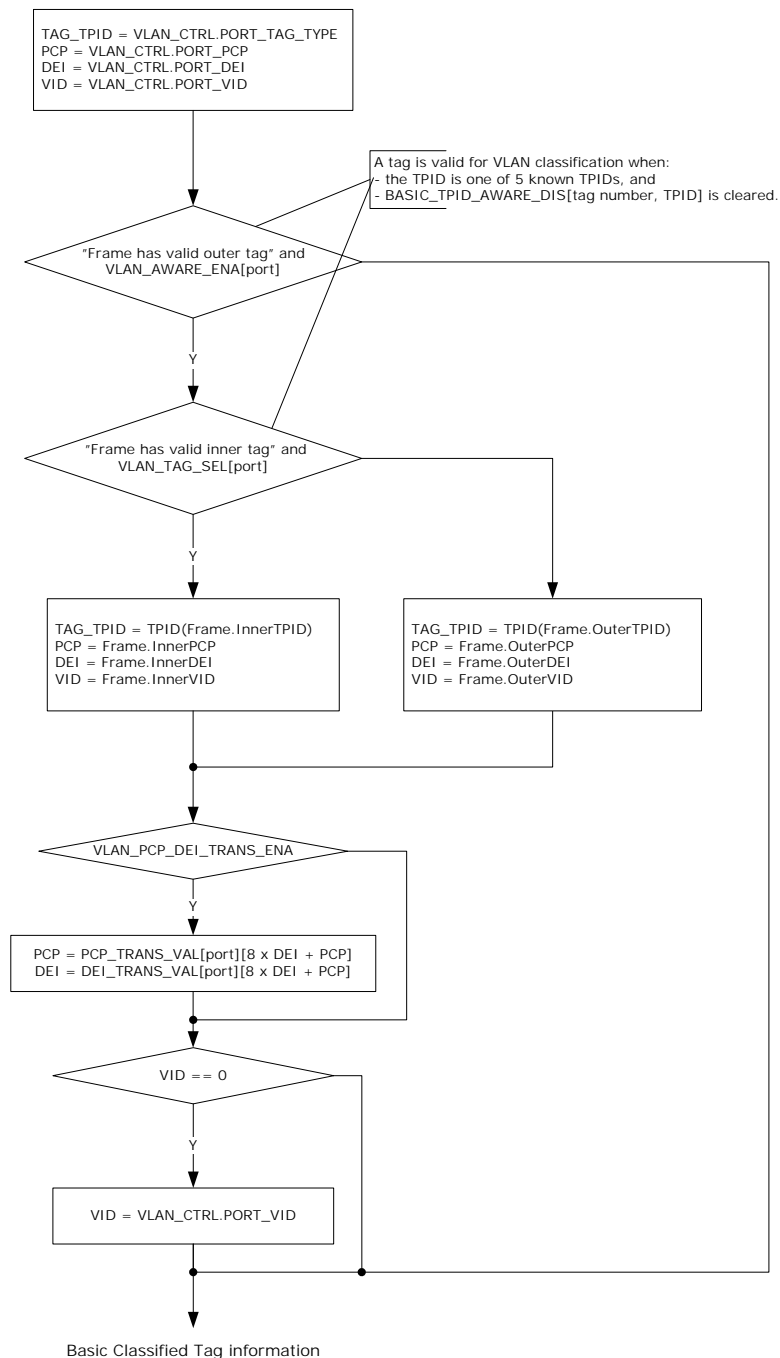 TAG_TPID = VLAN_CTRL.PORT_TAG_TYPE
PCP = VLAN_CTRL.PORT_PCP
DEI = VLAN_CTRL.PORT_DEI
VID = VLAN_CTRL.PORT_VID
A tag is valid for VLAN classification when:
- the TPID is one of 5 known TPIDs, and
- BASIC_TPID_AWARE_DIS[tag number, TPID] is cleared.
"Frame has valid outer tag" and
VLAN_AWARE_ENA[port]
Y
"Frame has valid inner tag" and
VLAN_TAG_SEL[port]
Y
TAG_TPID = TPID(Frame.InnerTPID)
PCP = Frame.InnerPCP
DEI = Frame.InnerDEI
VID = Frame.InnerVID
TAG_TPID = TPID(Frame.OuterTPID)
PCP = Frame.OuterPCP
DEI = Frame.OuterDEI
VID = Frame.OuterVID
VLAN_PCP_DEI_TRANS_ENA
Y
PCP = PCP_TRANS_VAL[port][8 x DEI + PCP]
DEI = DEI_TRANS_VAL[port][8 x DEI + PCP]
VID == 0
Y
VID = VLAN_CTRL.PORT_VID
Basic Classified Tag information